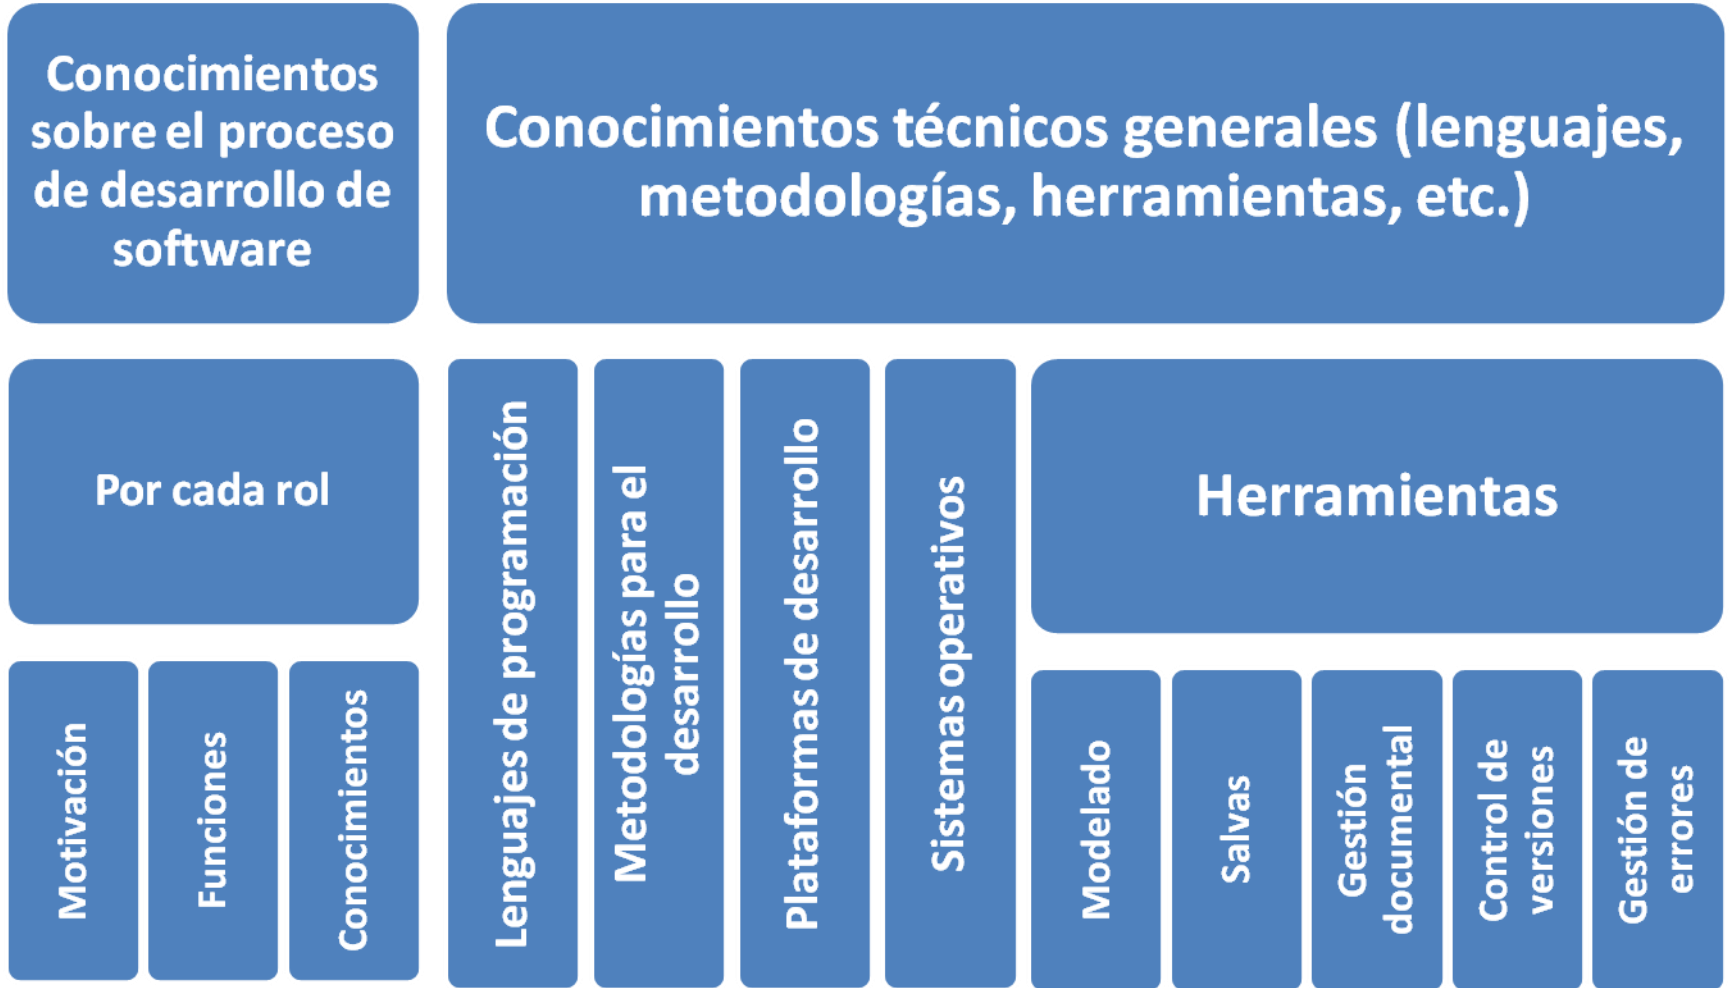 Conocimientos
sobre el proceso
de desarrollo de
software
Conocimientos técnicos generales (lenguajes,
metodologías, herramientas, etc.)
Por cada rol
Motivación
Funciones
Conocimientos
Lenguajes de programación
Metodologías para el
desarrollo
Plataformas de desarrollo
Sistemas operativos
Herramientas
Modelado
Salvas
Gestión
documental
Control de
versiones
Gestión de
errores